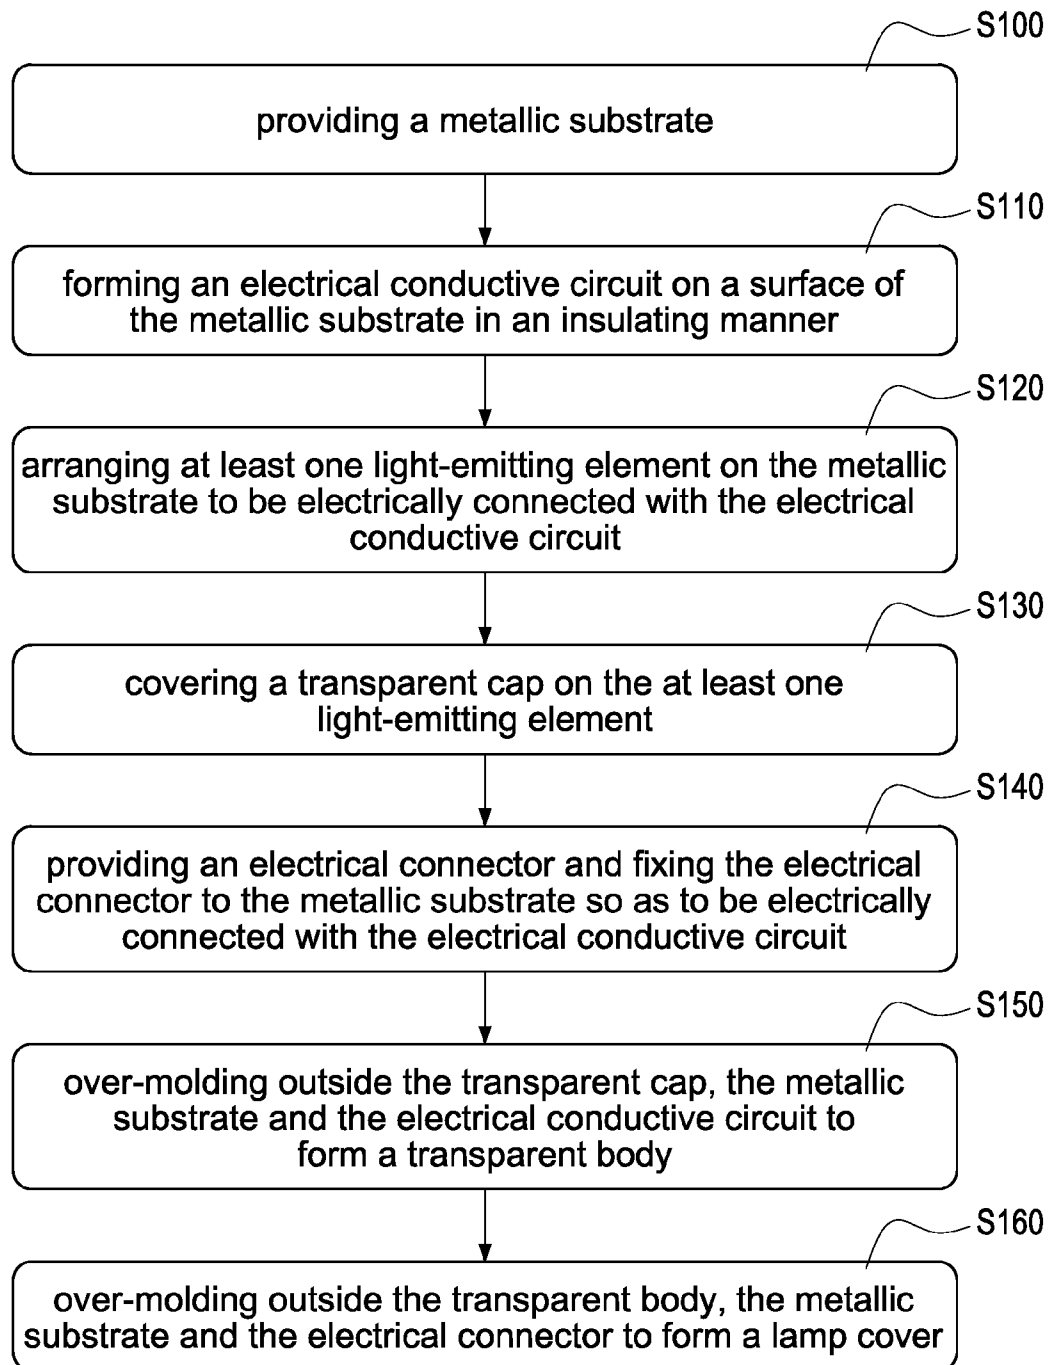 S100
providing a metallic substrate
S110
forming an electrical conductive circuit on a surface of
the metallic substrate in an insulating manner
S120
arranging at least one light-emitting element on the metallic
substrate to be electrically connected with the electrical
conductive circuit
S130
covering a transparent cap on the at least one
light-emitting element
S140
providing an electrical connector and fixing the electrical
connector to the metallic substrate so as to be electrically
connected with the electrical conductive circuit
S150
over-molding outside the transparent cap, the metallic
substrate and the electrical conductive circuit to
form a transparent body
S160
over-molding outside the transparent body, the metallic
substrate and the electrical connector to form a lamp cover